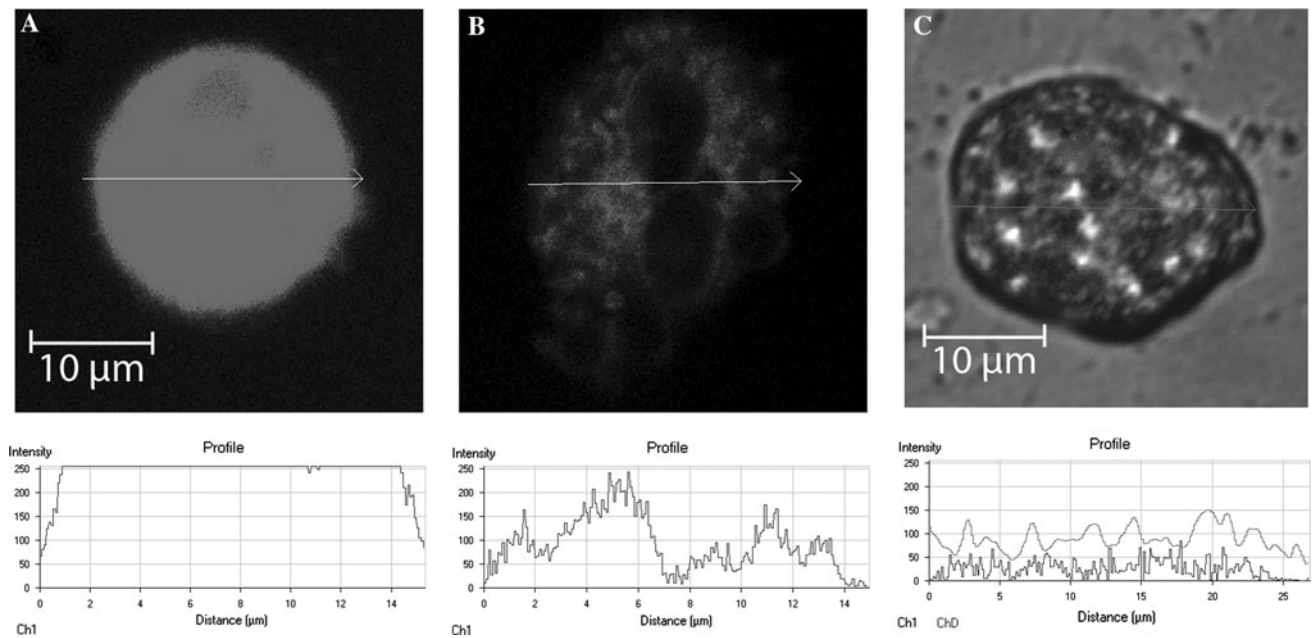 A
10 μm
B
C
10 μm
Profile
Intensity
250
200
150
100
50
0
0 2 4 6 8 10 12 14
Distance (μm)
Ch1
Profile
Intensity
250
200
150
100
50
0
0 2 4 6 8 10 12 14
Distance (μm)
Ch1
Profile
Intensity
250
200
150
100
50
0
0 5 10 15 20 25
Distance (μm)
Ch1 ChD